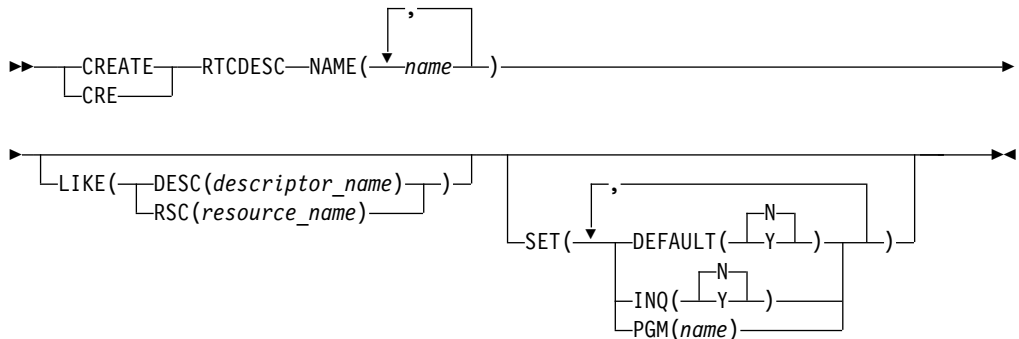 ,
CREATE RTCDESC NAME( name )
CRE
LIKE( DESC(descriptor_name) )
RSC(resource_name)
,
N
SET( DEFAULT( Y ) )
N
INQ( Y )
PGM(name)